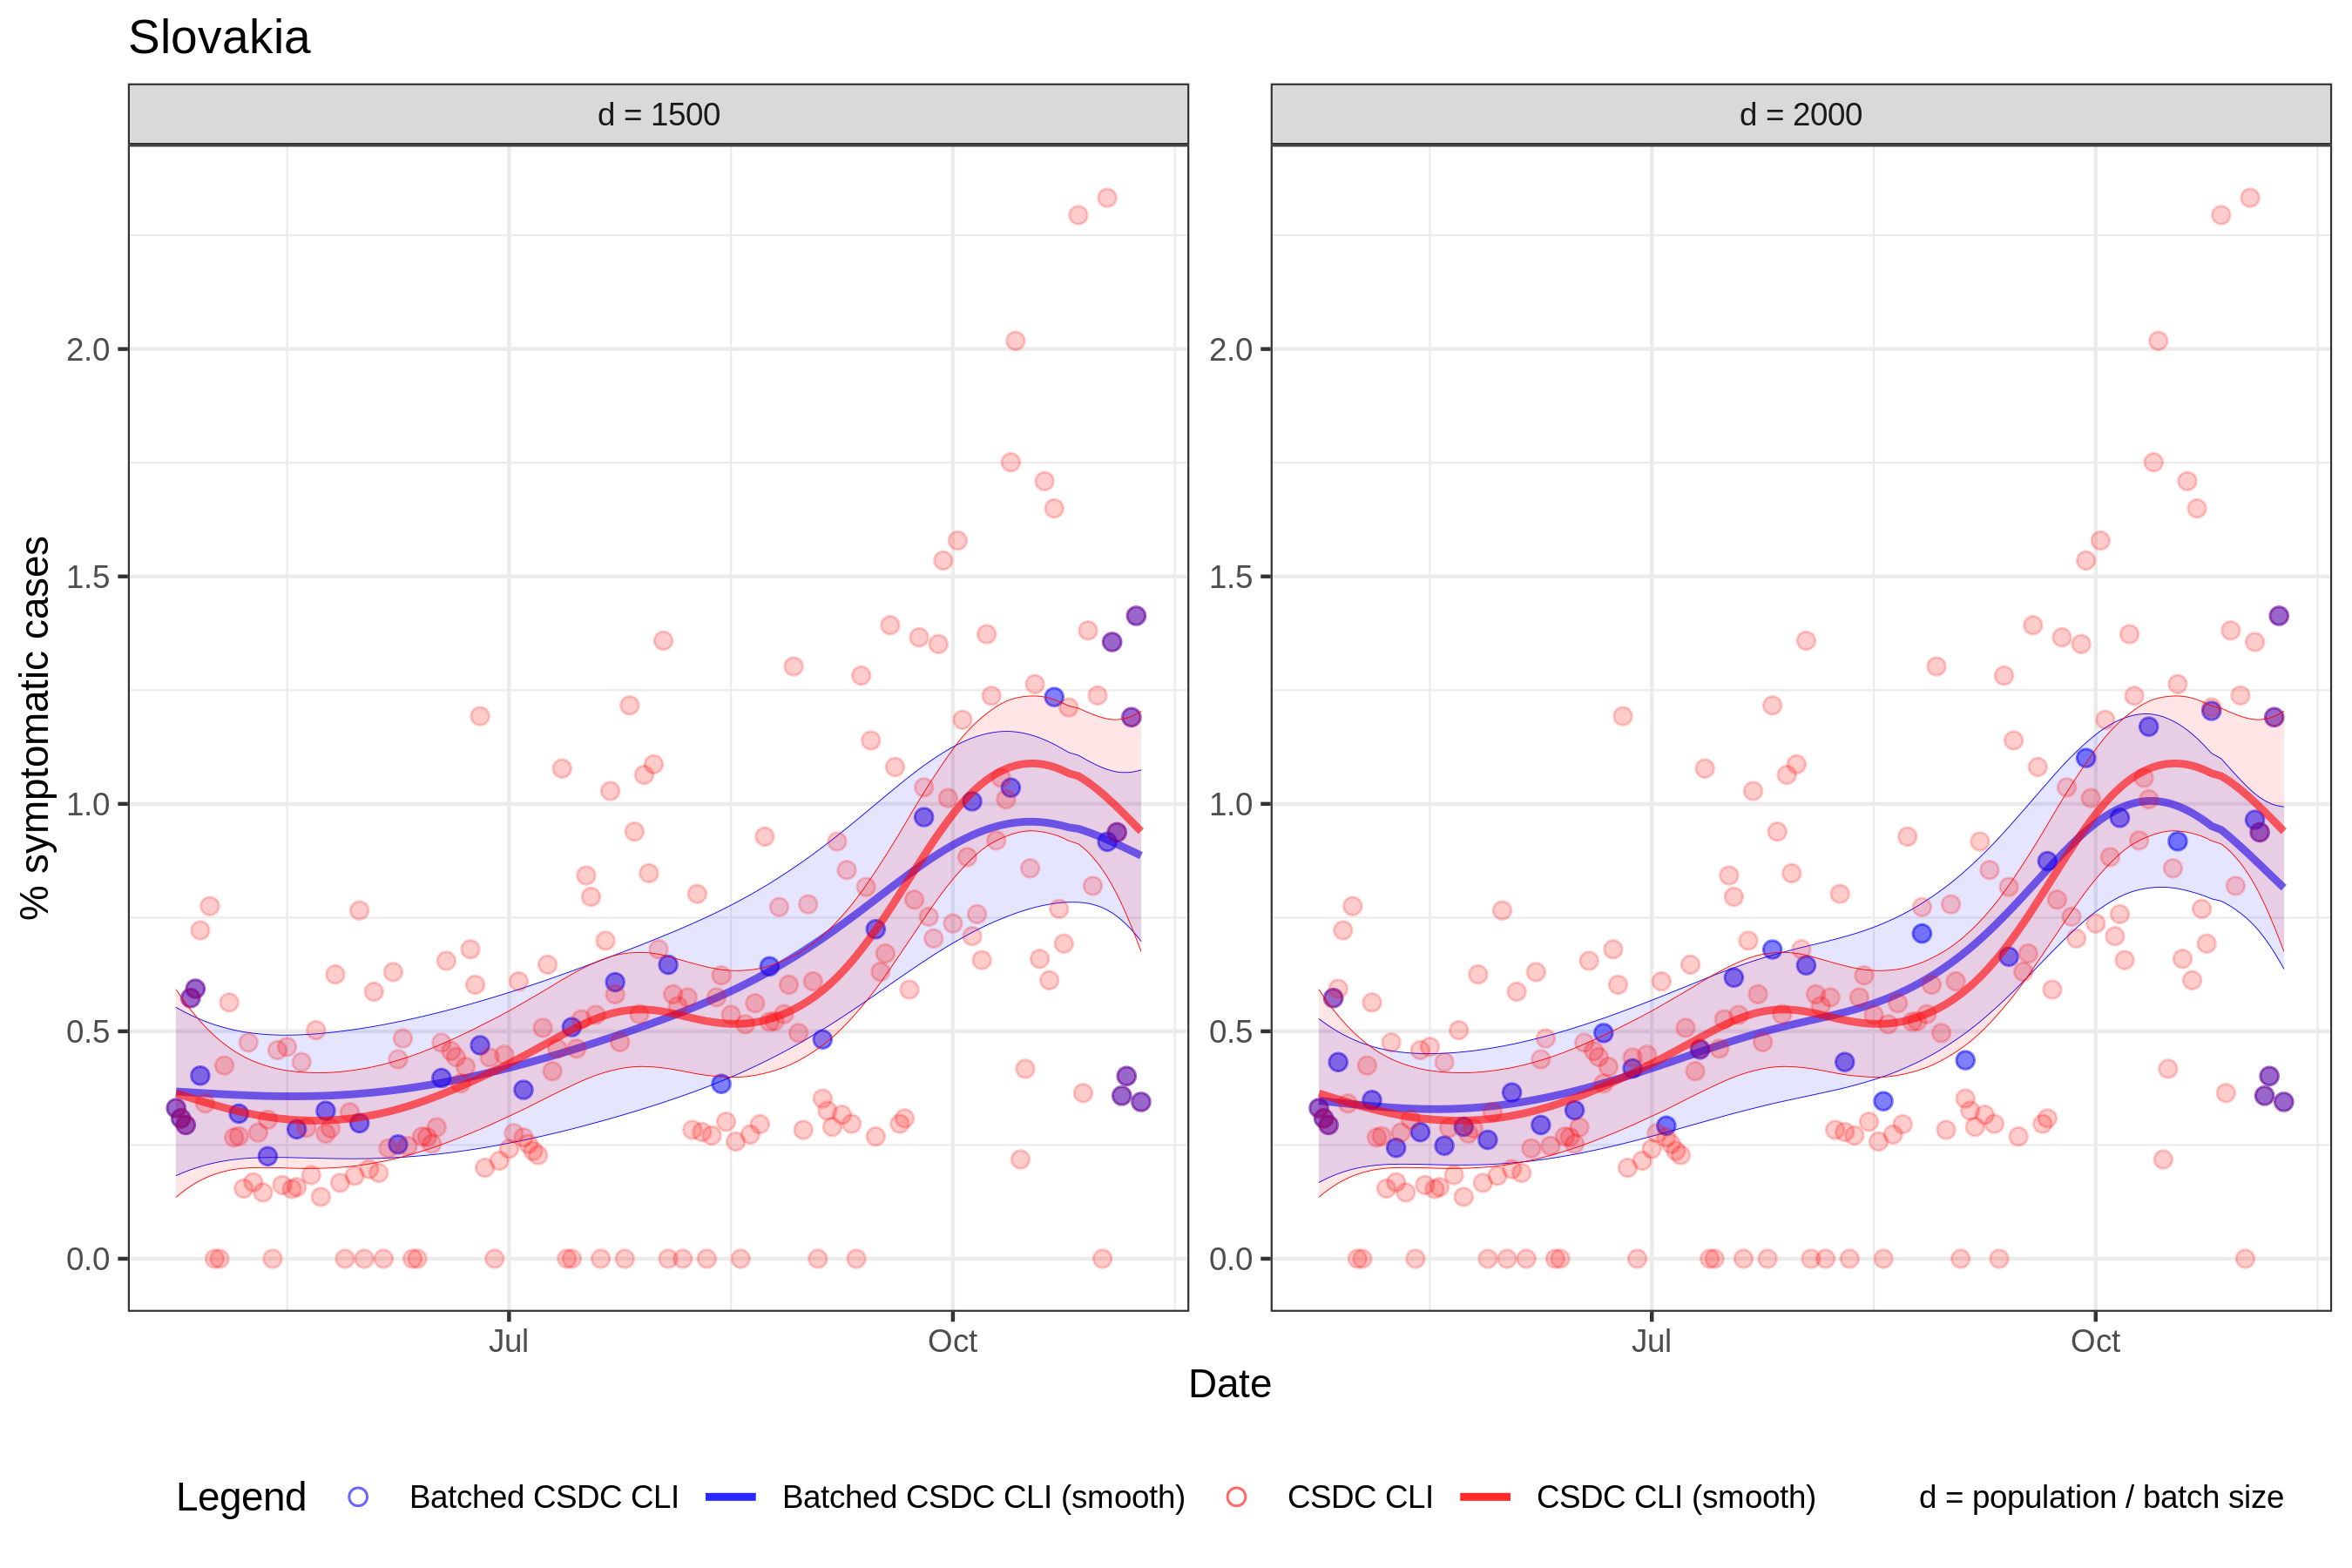 Slovakia
d = 1500
d = 2000
% symptomatic cases
2.0
1.5
1.0
0.5
0.0
2.0
1.5
1.0
0.5
0.0
Jul
Oct
Jul
Oct
Date
Legend
Batched CSDC CLI
Batched CSDC CLI (smooth)
CSDC CLI
CSDC CLI (smooth)
d = population / batch size